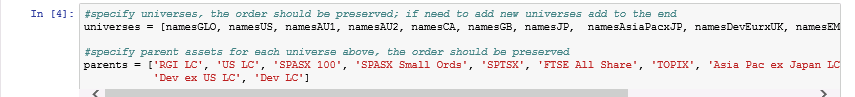 In [4]: #specify universes, the order should be preserved; if need to add new universes add to the end
universes = [namesGLO, namesUS, namesAU1, namesAU2, namesCA, namesGB, namesJP,  namesAsiaPacxJP, namesDevEurxUK, namesEM
#specify parent assets for each universe above, the order should be preserved
parents = ['RGI LC', 'US LC', 'SPASX 100', 'SPASX Small Ords', 'SPTSX', 'FTSE All Share', 'TOPIX', 'Asia Pac ex Japan LC
'Dev ex US LC', 'Dev LC']